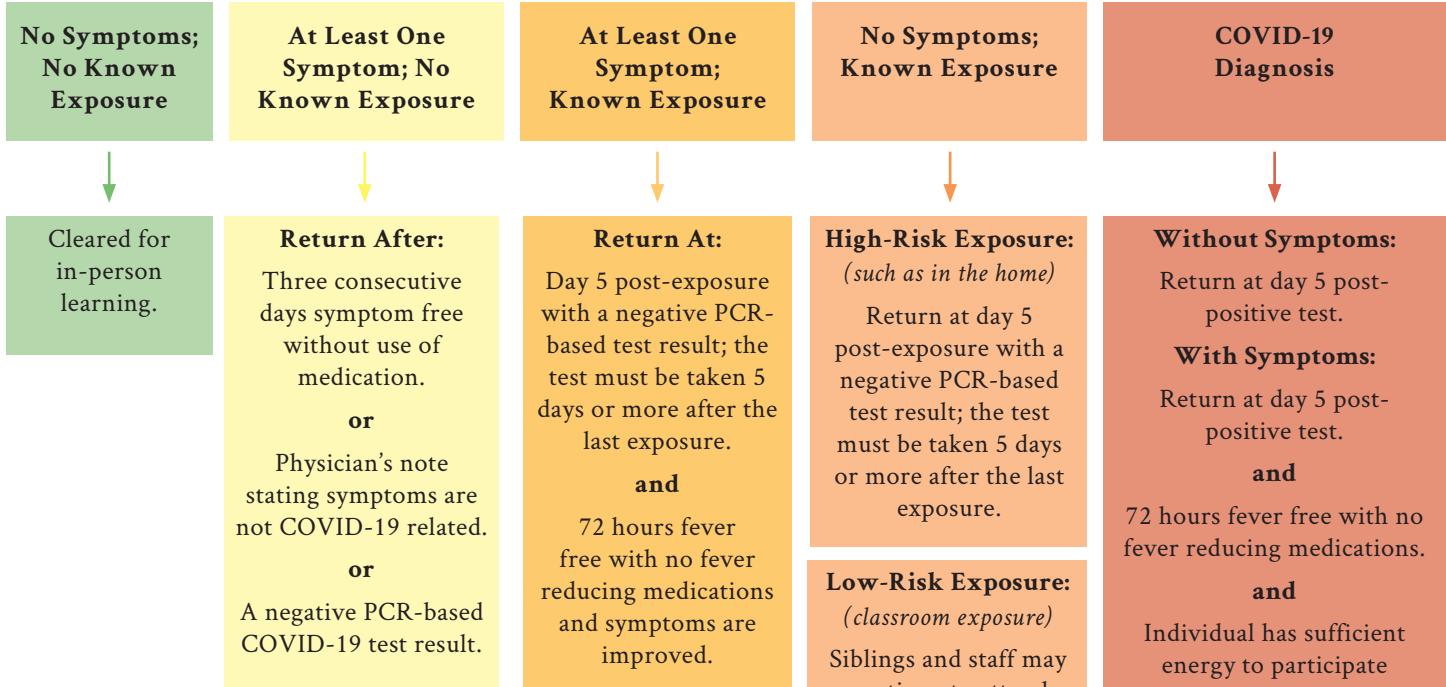 No Symptoms;
No Known
Exposure
Cleared for
in-person
learning.
At Least One
Symptom; No
Known Exposure
Return After:
Three consecutive
days symptom free
without use of
medication.
or
Physician’s note
stating symptoms are
not COVID-19 related.
or
A negative PCR-based
COVID-19 test result.
At Least One
Symptom;
Known Exposure
Return At:
Day 5 post-exposure
with a negative PCR-
based test result; the
test must be taken 5
days or more after the
last exposure.
and
72 hours fever
free with no fever
reducing medications
and symptoms are
improved.
No Symptoms;
Known Exposure
High-Risk Exposure:
(such as in the home)
Return at day 5
post-exposure with a
negative PCR-based
test result; the test
must be taken 5 days
or more after the last
exposure.
Low-Risk Exposure:
(classroom exposure)
Siblings and staff may
COVID-19
Diagnosis
Without Symptoms:
Return at day 5 post-
positive test.
With Symptoms:
Return at day 5 post-
positive test.
and
72 hours fever free with no
fever reducing medications.
and
Individual has sufficient
energy to participate